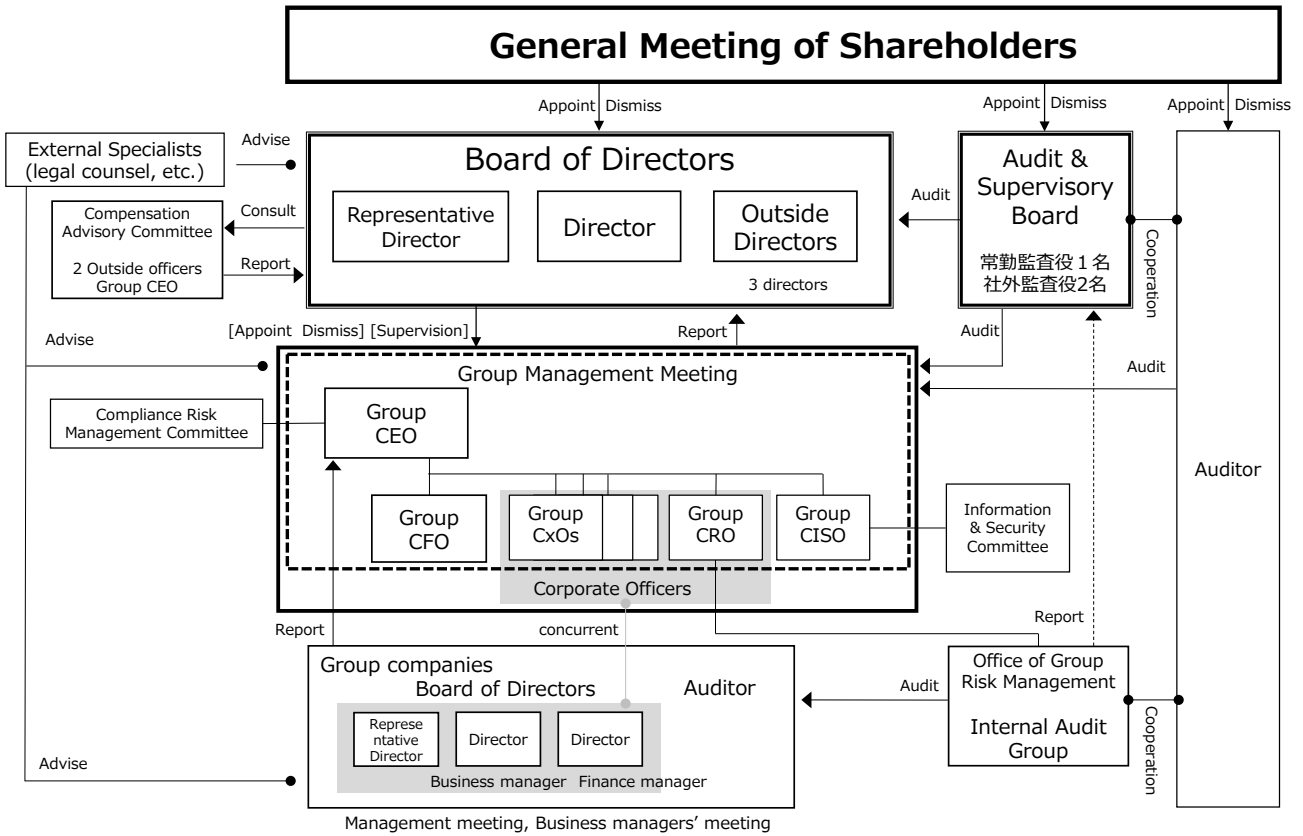 General Meeting of Shareholders
Appoint
Dismiss
Appoint
Dismiss
Appoint
Dismiss
External Specialists
(legal counsel, etc.)
Advise
Board of Directors
Representative
Director
Director
Outside
Directors
3 directors
Audit &
Supervisory
Board
常勤監査役１名
社外監査役2名
Audit
Cooperation
Compensation
Advisory Committee
2 Outside officers
Group CEO
Consult
Report
[Appoint Dismiss] [Supervision]
Report
Audit
Audit
Advise
Group Management Meeting
Group
CEO
Compliance Risk
Management Committee
Auditor
Group
CFO
Group
CxOs
Group
CRO
Group
CISO
Information
& Security
Committee
Corporate Officers
Report
concurrent
Report
Group companies
Board of Directors
Auditor
Represe
ntative
Director
Director
Director
Business manager
Finance manager
Audit
Office of Group
Risk Management
Internal Audit
Group
Cooperation
Advise
Management meeting, Business managers’ meeting